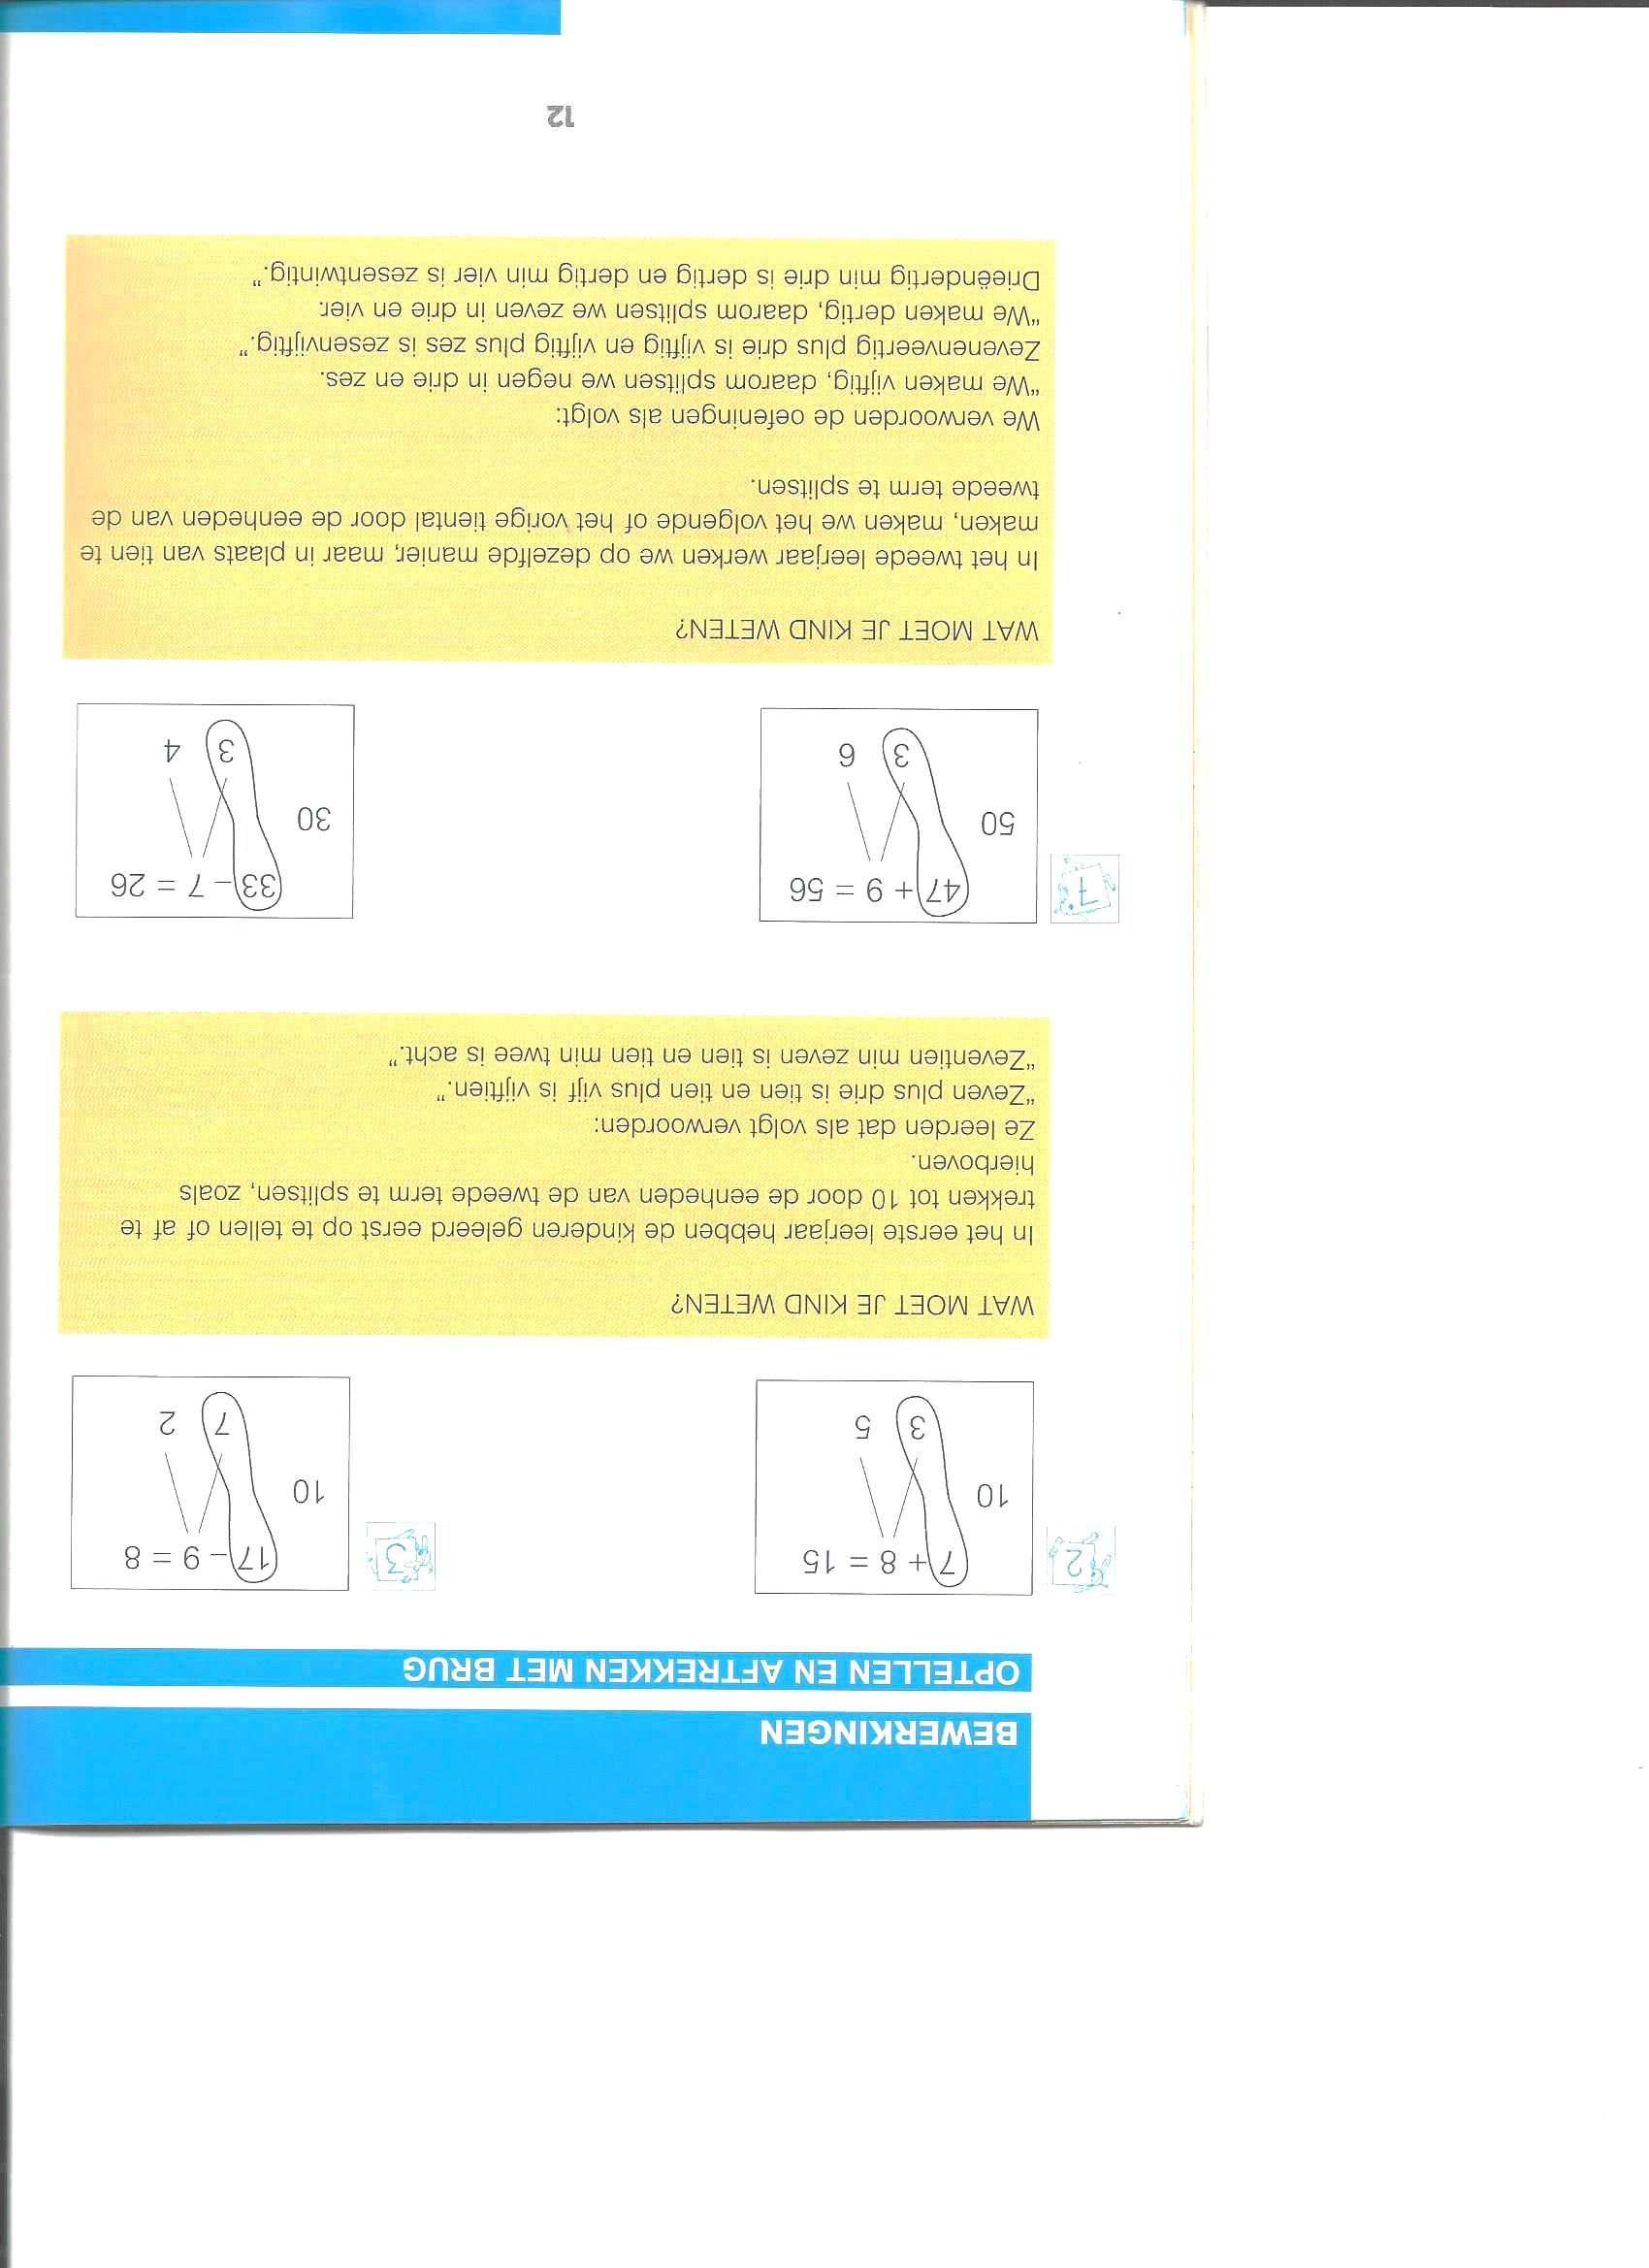 BEWERKINGEN
OPTELLEN EN AFTREKKEN MET BRUG
2
7 + 8 = 15
10
3 5
3
17 – 9 = 8
10
7 2
WAT MOET JE KIND WETEN?
In het eerste leerjaar hebben de kinderen geleerd eerst op te tellen of af te
trekken tot 10 door de eenheden van de tweede term te splitsen, zoals
hierboven.
Ze leerden dat als volgt verwoorden:
“Zeven plus drie is tien en tien plus vijf is vijftien.”
“Zeventien min zeven is tien en tien min twee is acht.”
7
47 + 9 = 56
50
3 6
33 – 7 = 26
30
3 4
WAT MOET JE KIND WETEN?
In het tweede leerjaar werken we op dezelfde manier, maar in plaats van tien te
maken, maken we het volgende of het vorige tiental door de eenheden van de
tweede term te splitsen.
We verwoorden de oefeningen als volgt:
“We maken vijftig, daarom splitsen we negen in drie en zes.
Zevenenveertig plus drie is vijftig en vijftig plus zes is zesenvijftig.”
“We maken dertig, daarom splitsen we zeven in drie en vier.
Drieëndertig min drie is dertig en dertig min vier is zesentwintig.”
12